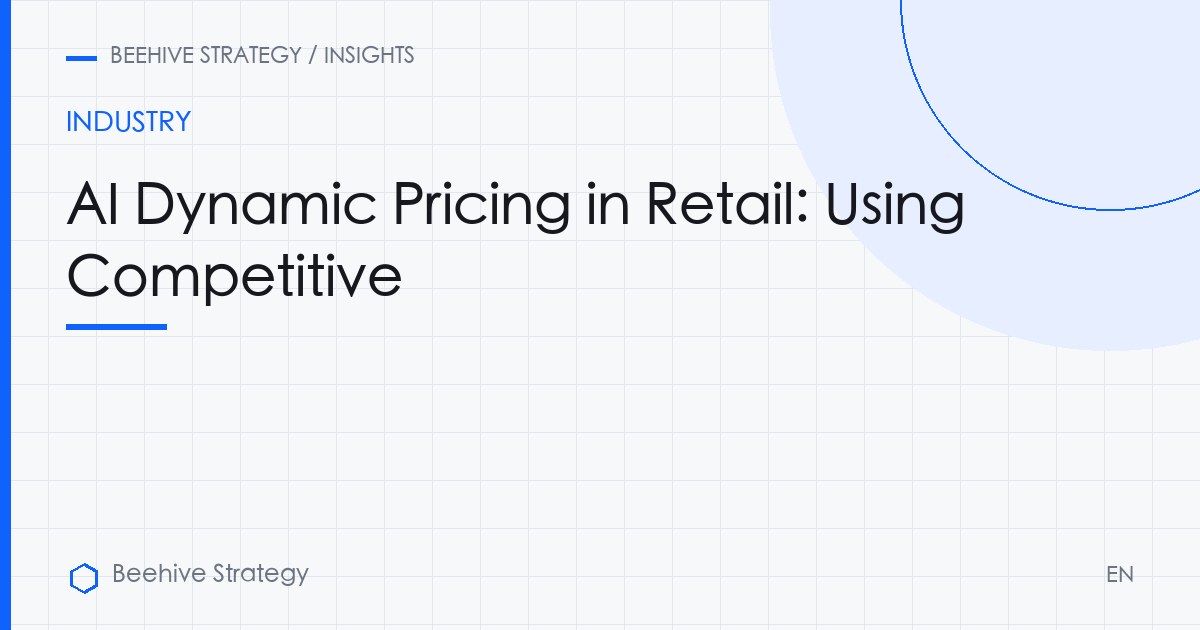 BEEHIVE STRATEGY / INSIGHTS
INDUSTRY
AI Dynamic Pricing in Retail: Using
Competitive
Beehive Strategy
EN